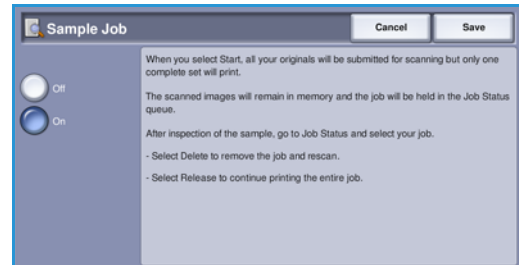 Sample Job
Cancel
Save
Off
On
When you select Start, all your originals will be submitted for scanning but only one
complete set will print.
The scanned images will remain in memory and the job will be held in the Job Status
queue.
After inspection of the sample, go to Job Status and select your job.
- Select Delete to remove the job and rescan.
- Select Release to continue printing the entire job.